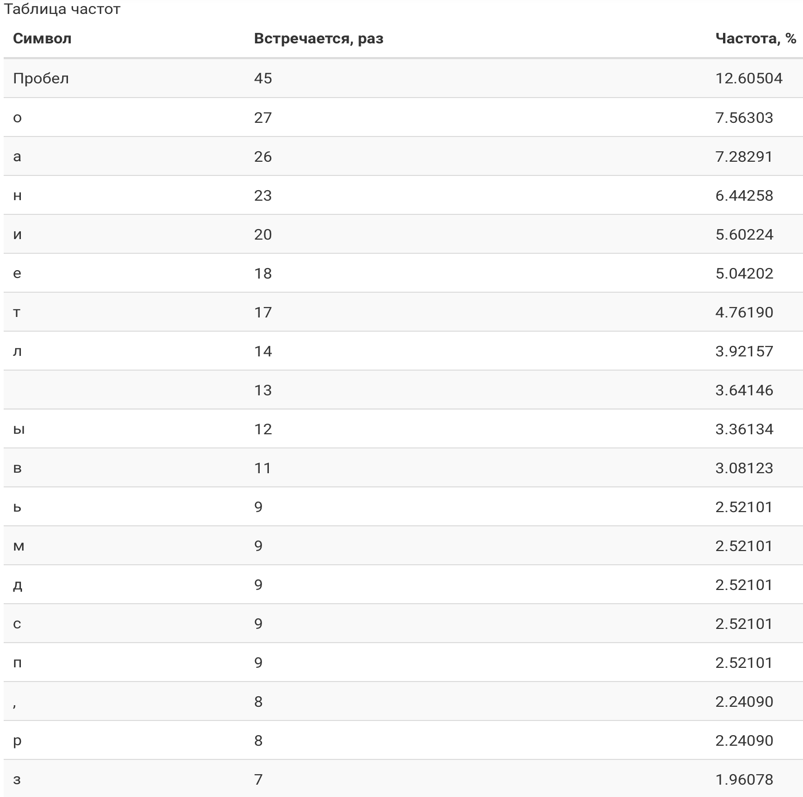 Таблица частот
Символ Встречается, раз Частота, %
Пробел 45 12.60504
о 27 7.56303
а 26 7.28291
н 23 6.44258
и 20 5.60224
е 18 5.04202
т 17 4.76190
л 14 3.92157
13 3.64146
ы 12 3.36134
в 11 3.08123
ь 9 2.52101
м 9 2.52101
д 9 2.52101
с 9 2.52101
п 9 2.52101
, 8 2.24090
р 8 2.24090
з 7 1.96078